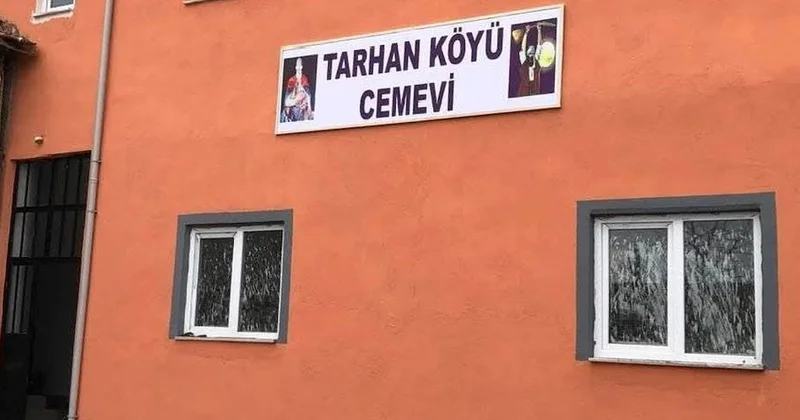 TARHAN KÖYÜ
CEMEVİ